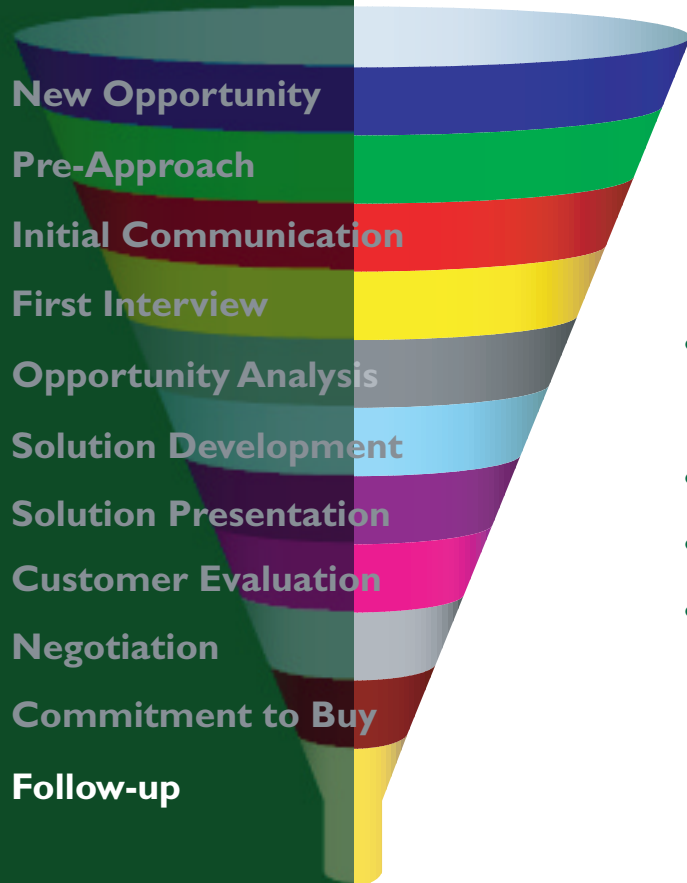 New Opportunity
Pre-Approach
Initial Communication
First Interview
Opportunity Analysis
Solution Development
Solution Presentation
Customer Evaluation
Negotiation
Commitment to Buy
Follow-up